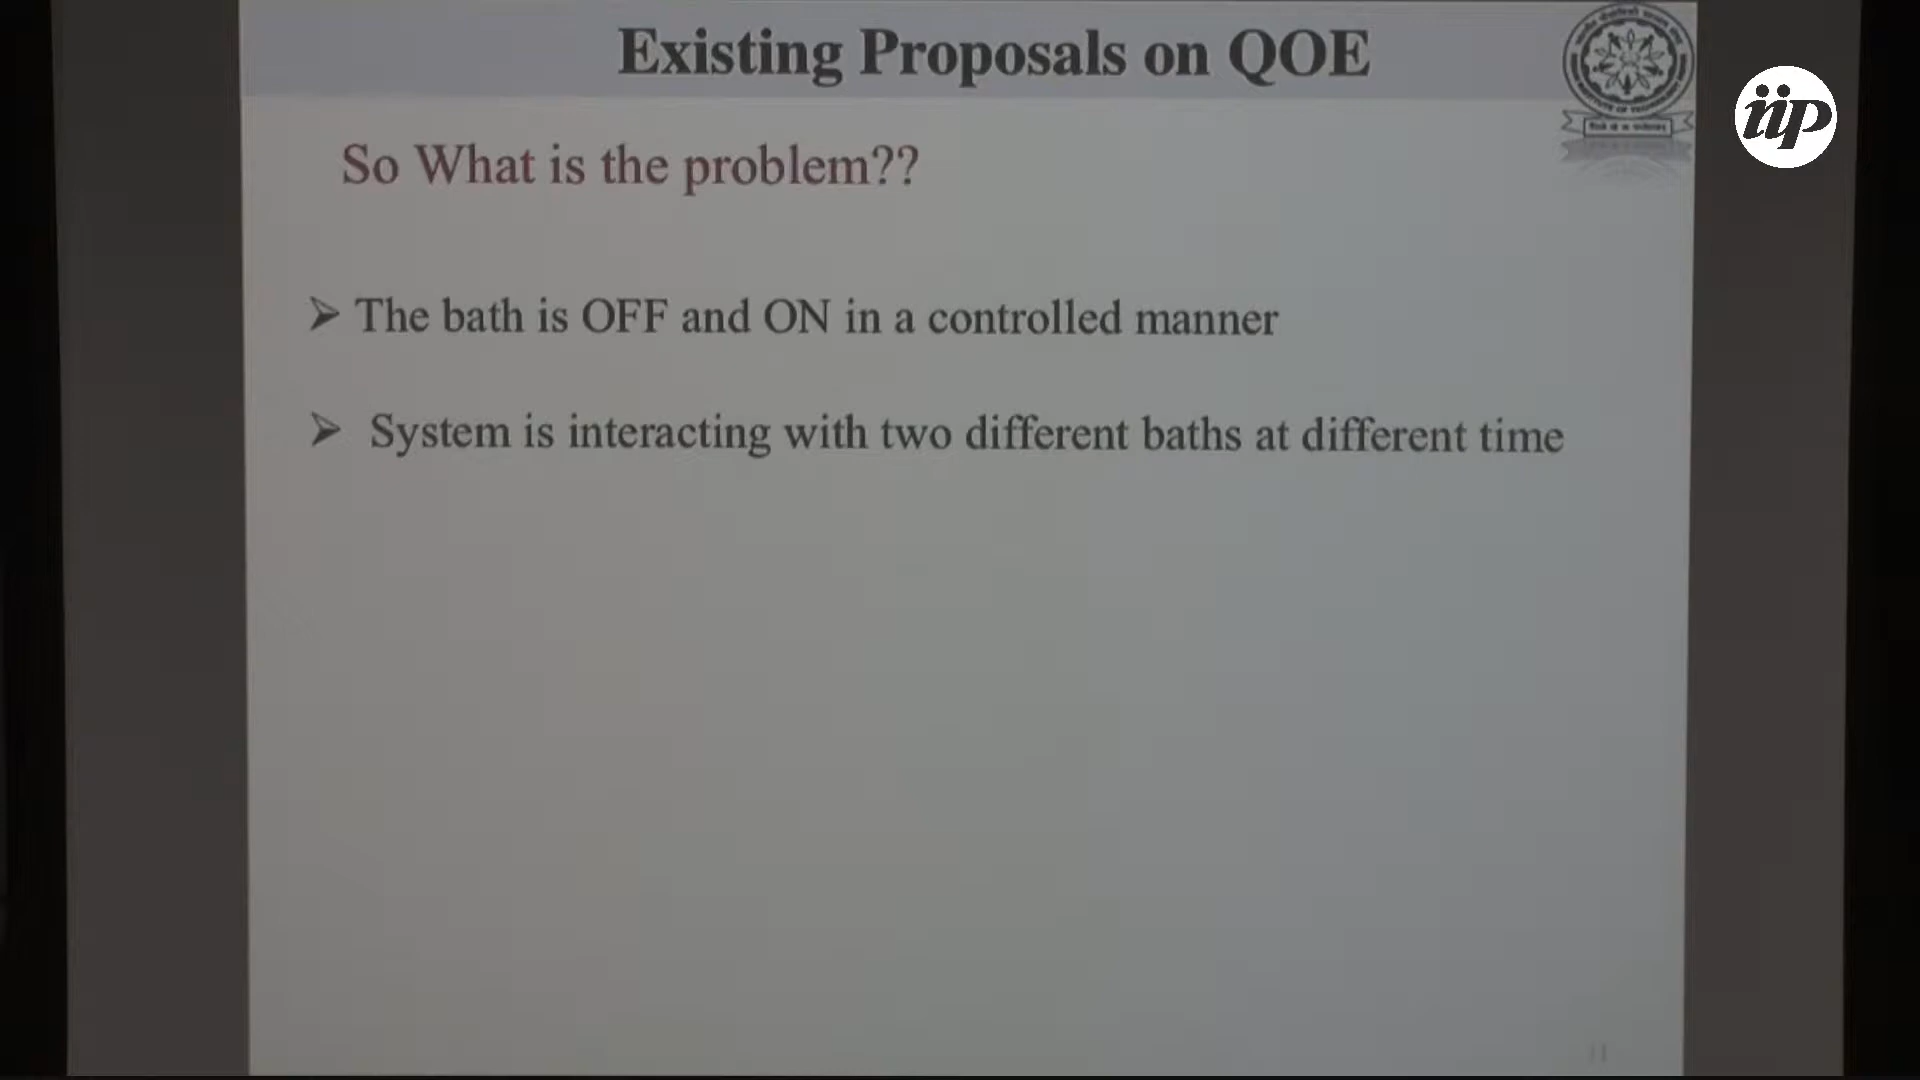 Existing Proposals on QOE
iip
So What is the problem??
➤ The bath is OFF and ON in a controlled manner
➤ System is interacting with two different baths at different time
11